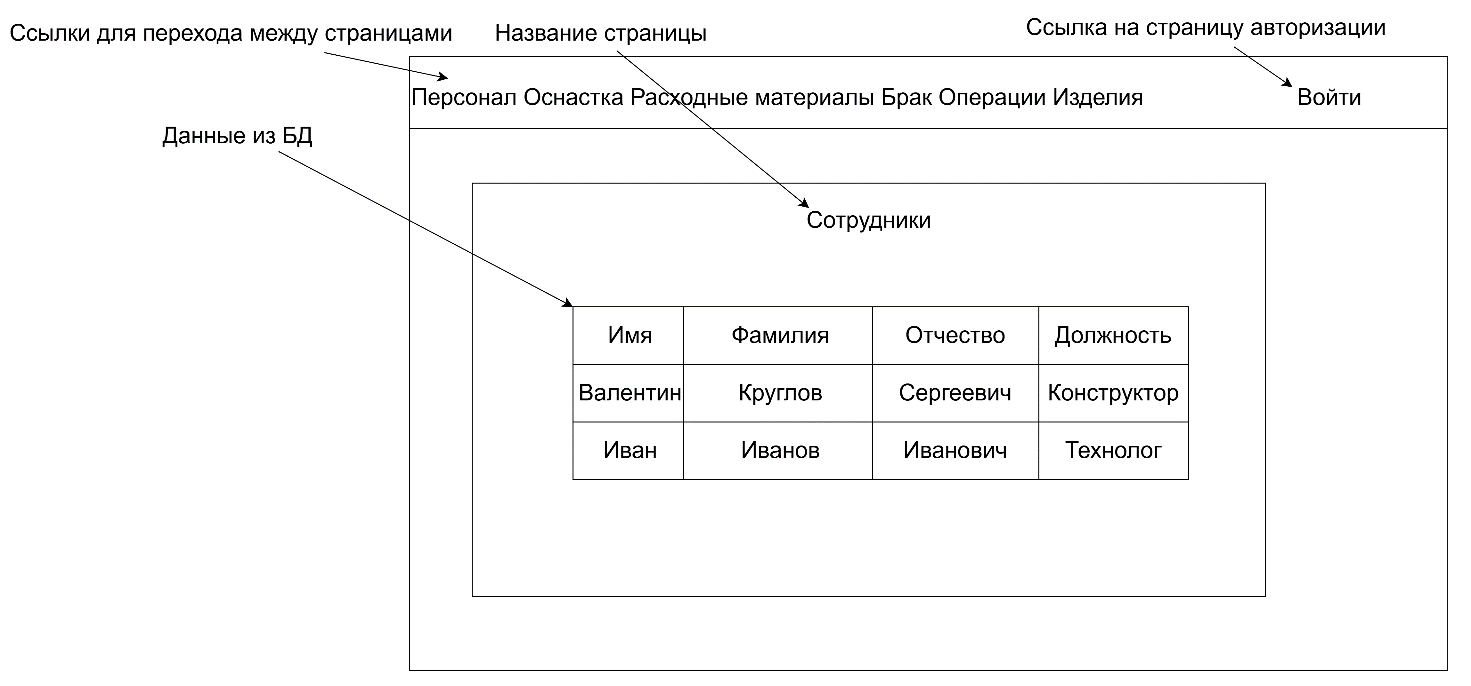 Ссылки для перехода между страницами
Название страницы
Ссылка на страницу авторизации
Персонал Оснастка Расходные материалы Брак Операции Изделия
Войти
Данные из БД
Сотрудники
Имя Фамилия Отчество Должность
Валентин Круглов Сергеевич Конструктор
Иван Иванов Иванович Технолог